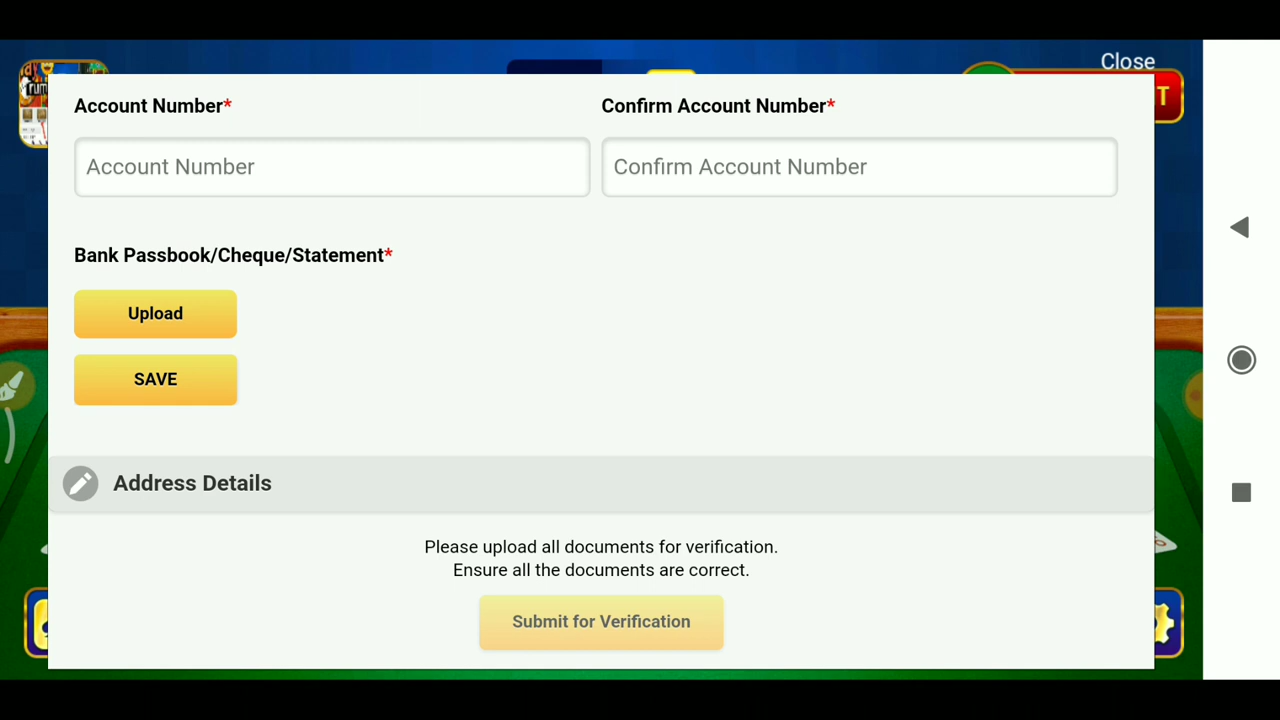 Close
Account Number*
Confirm Account Number*
Account Number
Confirm Account Number
Bank Passbook/Cheque/Statement*
Upload
SAVE
Address Details
Please upload all documents for verification.
Ensure all the documents are correct.
Submit for Verification